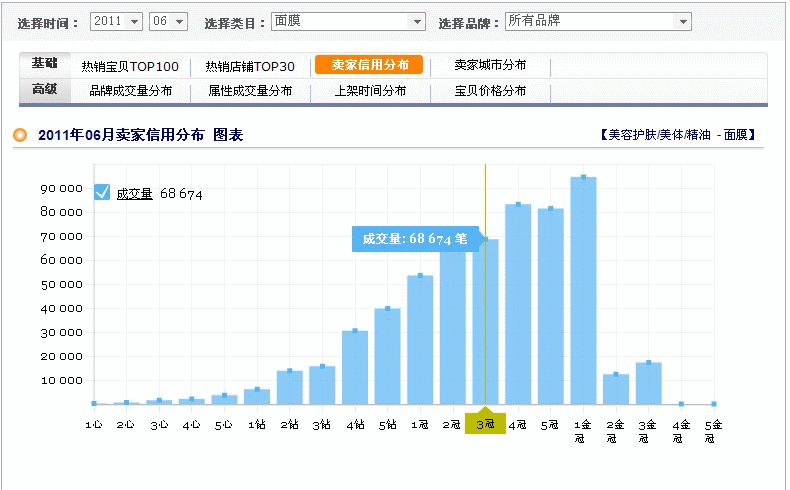 选择时间： 2011 06 选择类目： 面膜 选择品牌： 所有品牌
基础 热销宝贝TOP100 热销店铺TOP30 卖家信用分布 卖家城市分布
高级 品牌成交量分布 属性成交量分布 上架时间分布 宝贝价格分布
2011年06月卖家信用分布 图表 【美容护肤/美体/精油 - 面膜】
成交量 68 674
90 000
80 000
70 000
成交量: 68 674 笔
60 000
50 000
40 000
30 000
20 000
10 000
1心 2心 3心 4心 5心 1钻 2钻 3钻 4钻 5钻 1冠 2冠 3冠 4冠 5冠 1金冠 2金冠 3金冠 4金冠 5金冠